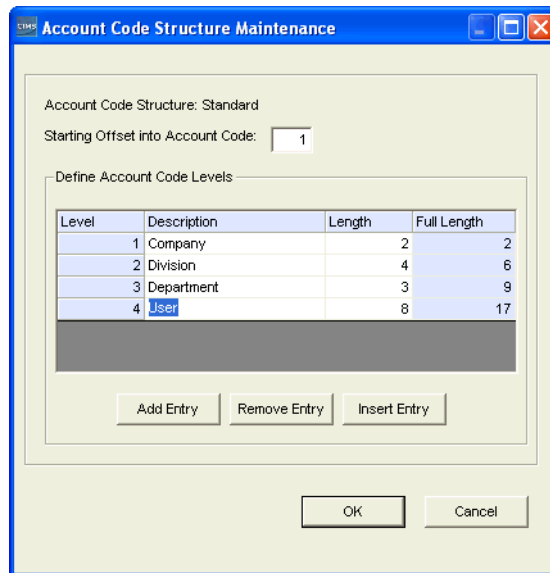 CIMS Account Code Structure Maintenance
Account Code Structure: Standard
Starting Offset into Account Code: 1
Define Account Code Levels
Level Description Length Full Length
1 Company 2 2
2 Division 4 6
3 Department 3 9
4 User 8 17
Add Entry Remove Entry Insert Entry
OK Cancel